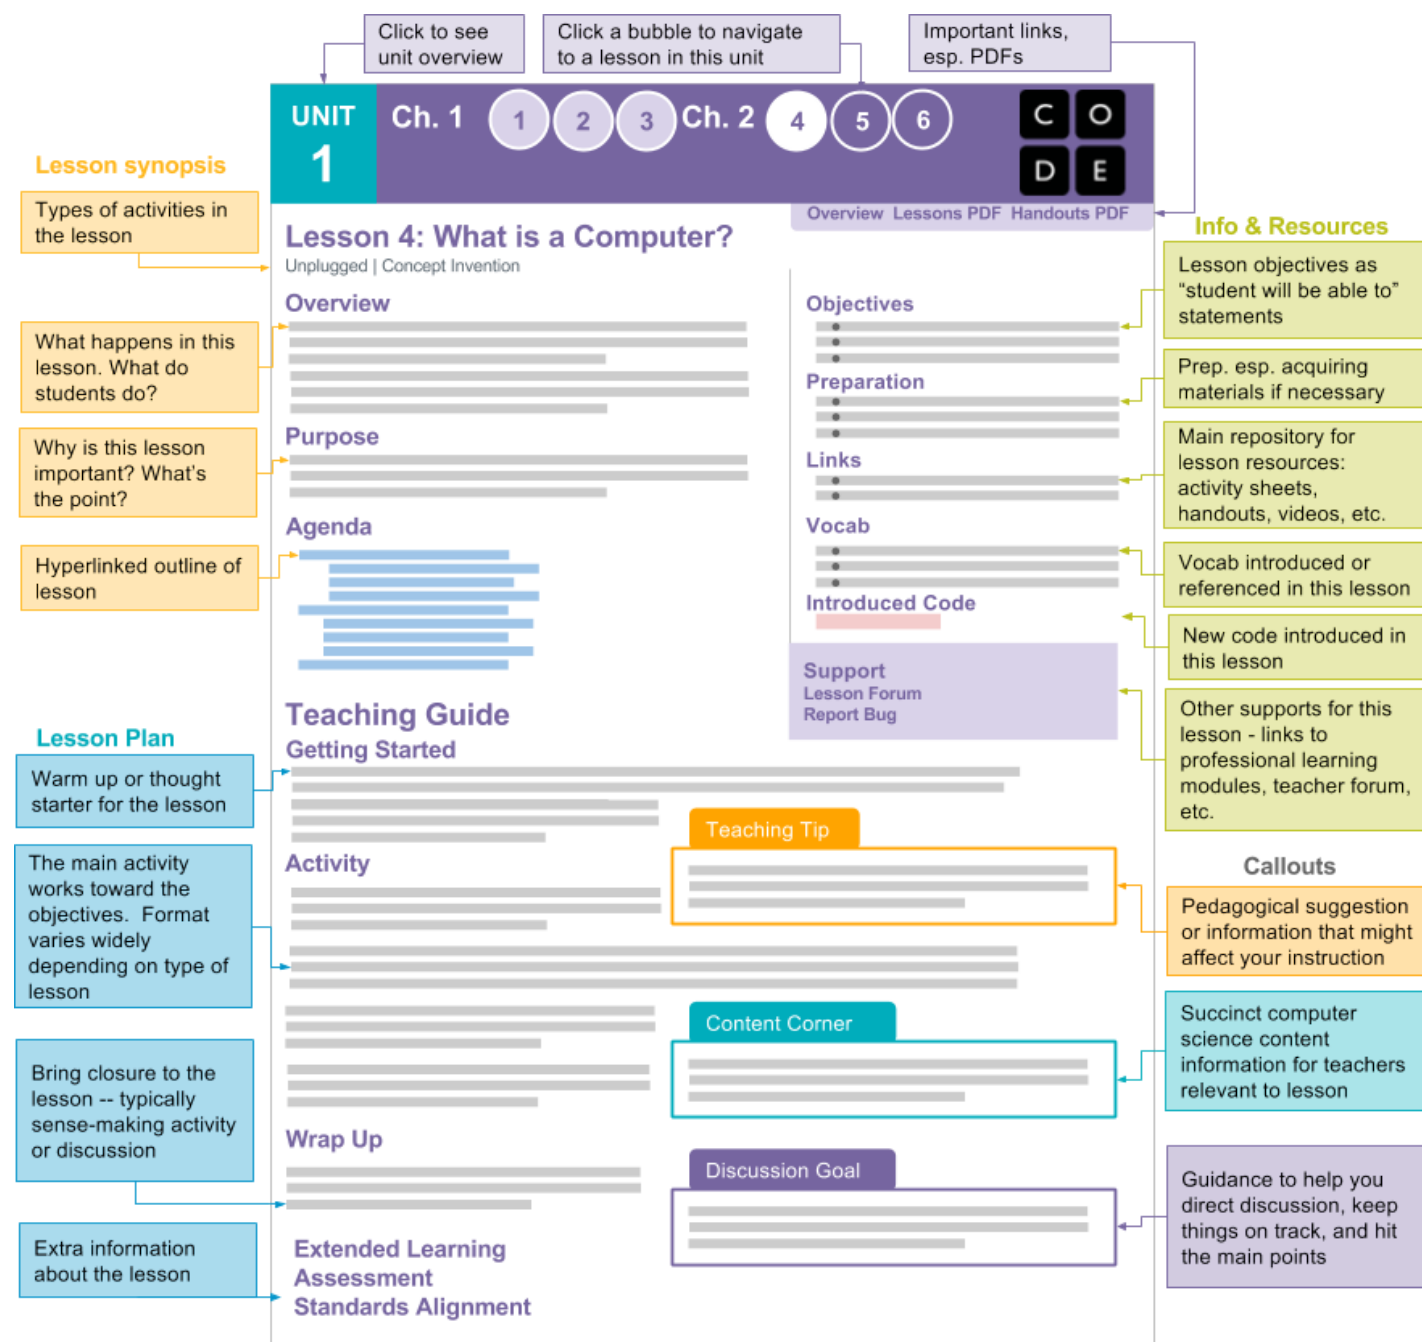 Click to see
unit overview
Click a bubble to navigate
to a lesson in this unit
Important links,
esp. PDFs
UNIT
1
Ch. 1
1
2
3
Ch. 2
4
5
6
C O
D E
Overview Lessons PDF Handouts PDF
Lesson synopsis
Types of activities in
the lesson
What happens in this
lesson. What do
students do?
Why is this lesson
important? What's
the point?
Hyperlinked outline of
lesson
Lesson 4: What is a Computer?
Unplugged | Concept Invention
Overview
Purpose
Agenda
Objectives
Preparation
Links
Vocab
Introduced Code
Support
Lesson Forum
Report Bug
Info & Resources
Lesson objectives as
“student will be able to”
statements
Prep. esp. acquiring
materials if necessary
Main repository for
lesson resources:
activity sheets,
handouts, videos, etc.
Vocab introduced or
referenced in this lesson
New code introduced in
this lesson
Other supports for this
lesson - links to
professional learning
modules, teacher forum,
etc.
Lesson Plan
Warm up or thought
starter for the lesson
The main activity
works toward the
objectives. Format
varies widely
depending on type of
lesson
Bring closure to the
lesson -- typically
sense-making activity
or discussion
Extra information
about the lesson
Teaching Guide
Getting Started
Activity
Wrap Up
Extended Learning
Assessment
Standards Alignment
Teaching Tip
Content Corner
Discussion Goal
Callouts
Pedagogical suggestion
or information that might
affect your instruction
Succinct computer
science content
information for teachers
relevant to lesson
Guidance to help you
direct discussion, keep
things on track, and hit
the main points